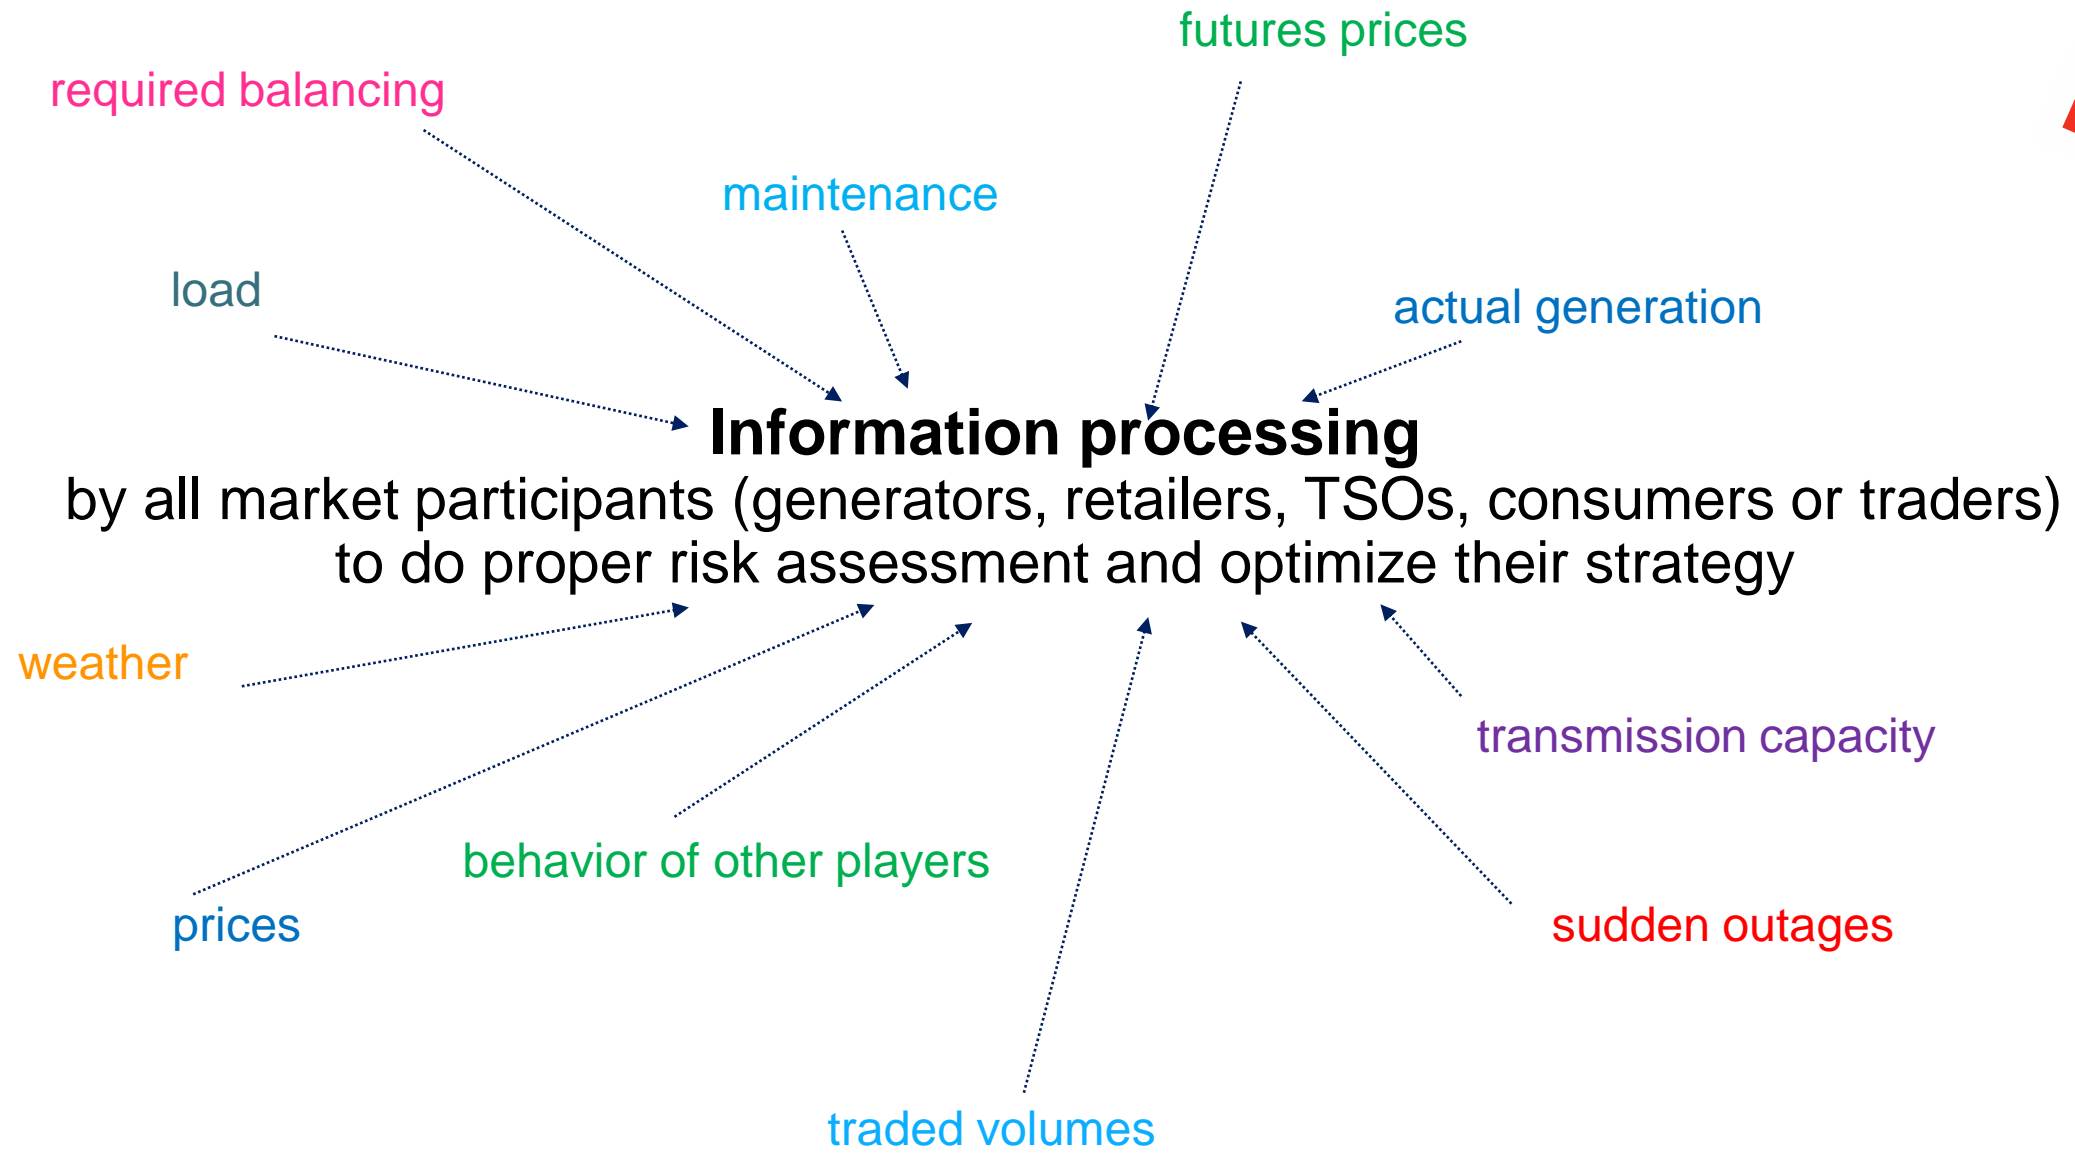 futures prices
required balancing
maintenance
load
actual generation
Information processing
by all market participants (generators, retailers, TSOs, consumers or traders)
to do proper risk assessment and optimize their strategy
weather
transmission capacity
behavior of other players
prices
sudden outages
traded volumes